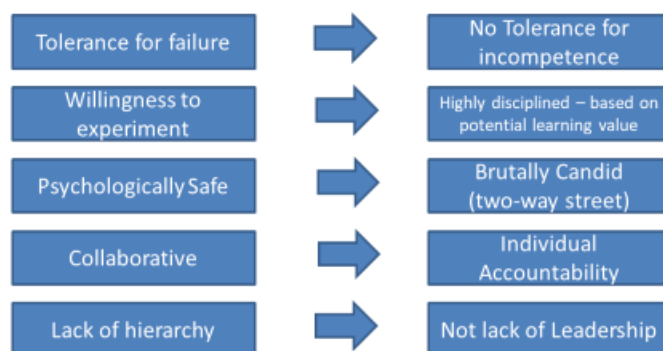 Tolerance for failure
No Tolerance for
incompetence
Willingness to
experiment
Highly disciplined – based on
potential learning value
Psychologically Safe
Brutally Candid
(two-way street)
Collaborative
Individual
Accountability
Lack of hierarchy
Not lack of Leadership